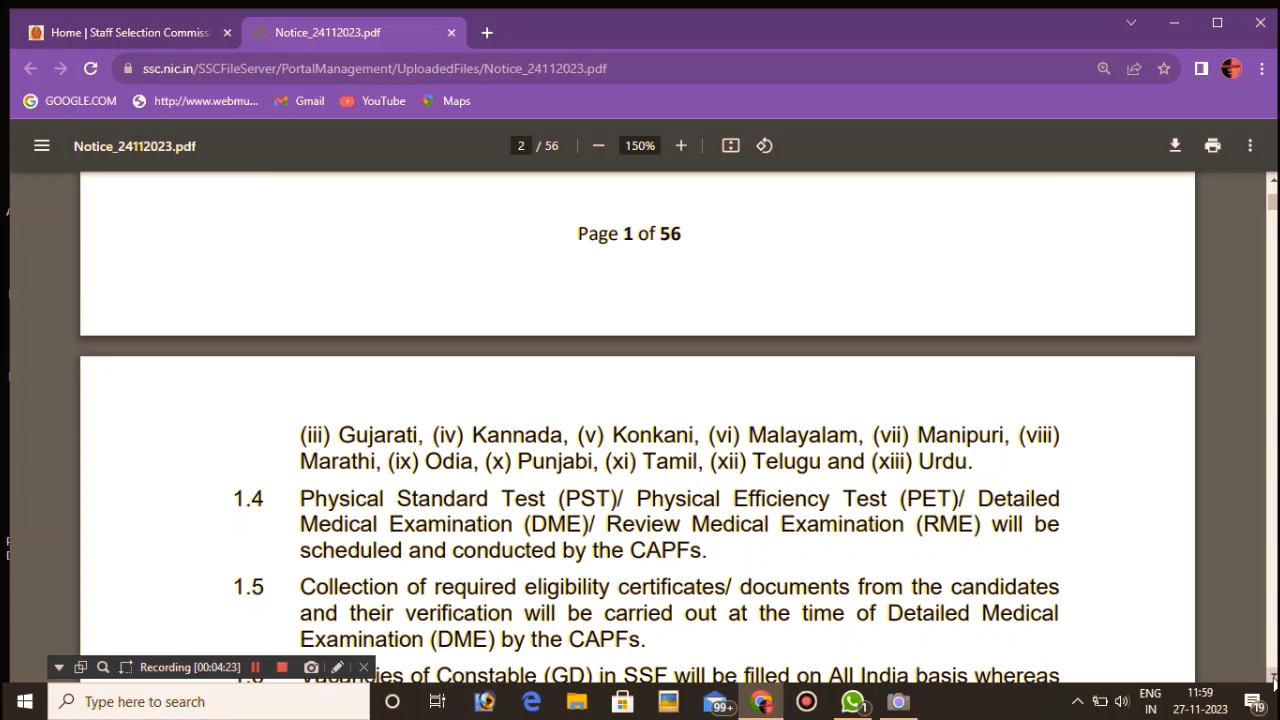 Home | Staff Selection Commiss
Notice_24112023.pdf
ssc.nic.in/SSCFileServer/PortalManagement/UploadedFiles/Notice_24112023.pdf
GOOGLE.COM
http://www.webmu...
Gmail
YouTube
Maps
Notice_24112023.pdf
2 / 56
150%
Page 1 of 56
(iii) Gujarati, (iv) Kannada, (v) Konkani, (vi) Malayalam, (vii) Manipuri, (viii)
Marathi, (ix) Odia, (x) Punjabi, (xi) Tamil, (xii) Telugu and (xiii) Urdu.
1.4 Physical Standard Test (PST)/ Physical Efficiency Test (PET)/ Detailed
Medical Examination (DME)/ Review Medical Examination (RME) will be
scheduled and conducted by the CAPFs.
1.5 Collection of required eligibility certificates/ documents from the candidates
and their verification will be carried out at the time of Detailed Medical
Examination (DME) by the CAPFs.
of Constable (GD) in SSF will be filled on All India basis whereas
Recording [00:04:23]
Type here to search
99+
1
ENG
IN
11:59
27-11-2023
19